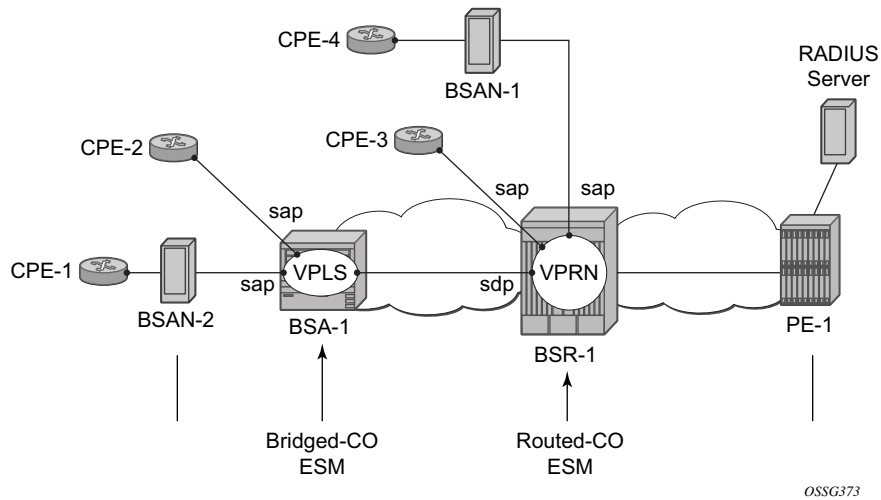 CPE-4
BSAN-1
RADIUS
Server
CPE-3
CPE-2
sap
sap
sap
CPE-1
VPLS
VPRN
sap
sdp
BSAN-2
BSA-1
BSR-1
PE-1
Bridged-CO
ESM
Routed-CO
ESM
OSSG373